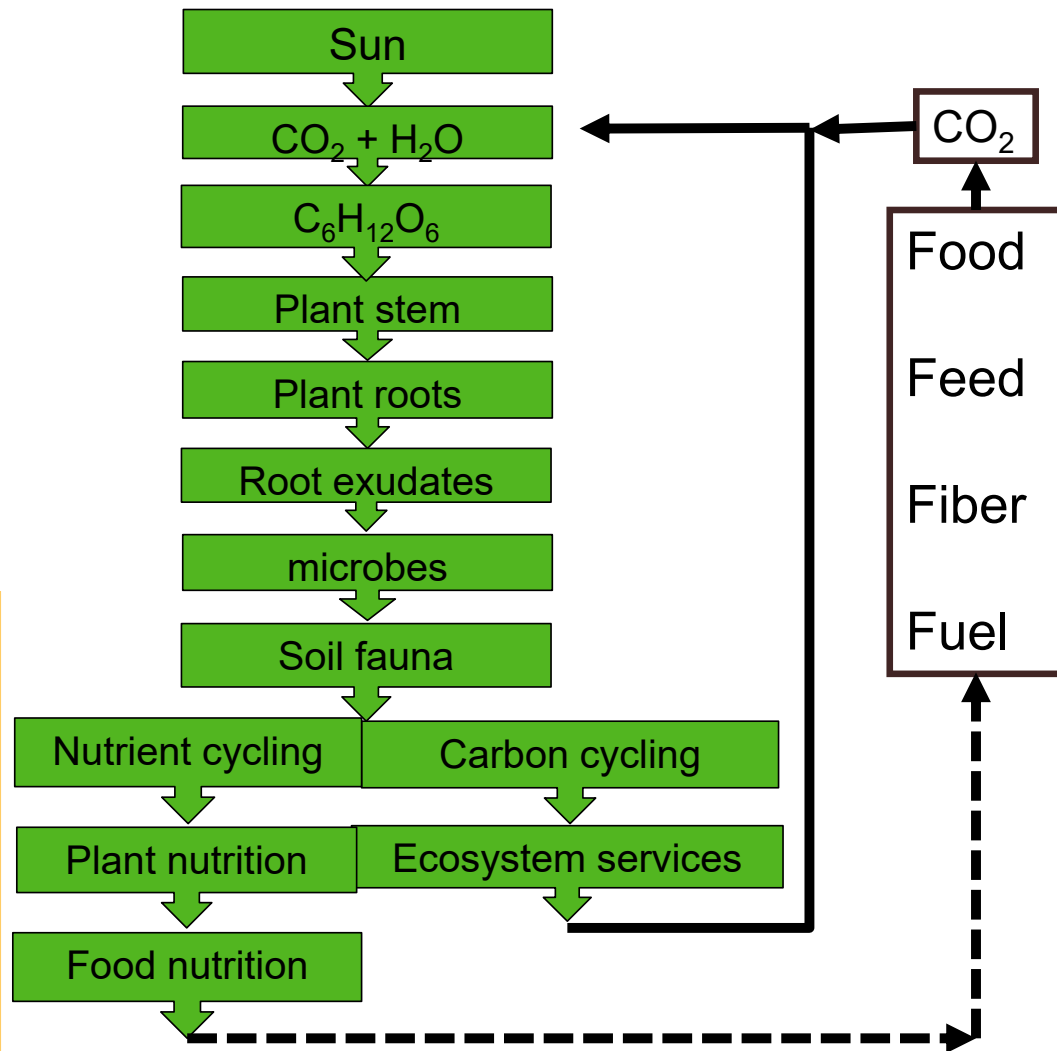 Sun
CO₂ + H₂O
C₆H₁₂O₆
Plant stem
Plant roots
Root exudates
microbes
Soil fauna
Nutrient cycling
Carbon cycling
Plant nutrition
Ecosystem services
Food nutrition
CO₂
Food
Feed
Fiber
Fuel